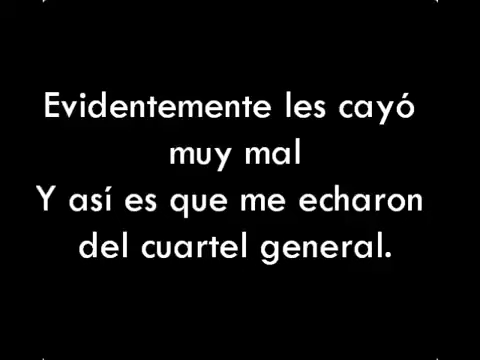 Evidentemente les cayó
muy mal
Y así es que me echaron
del cuartel general.